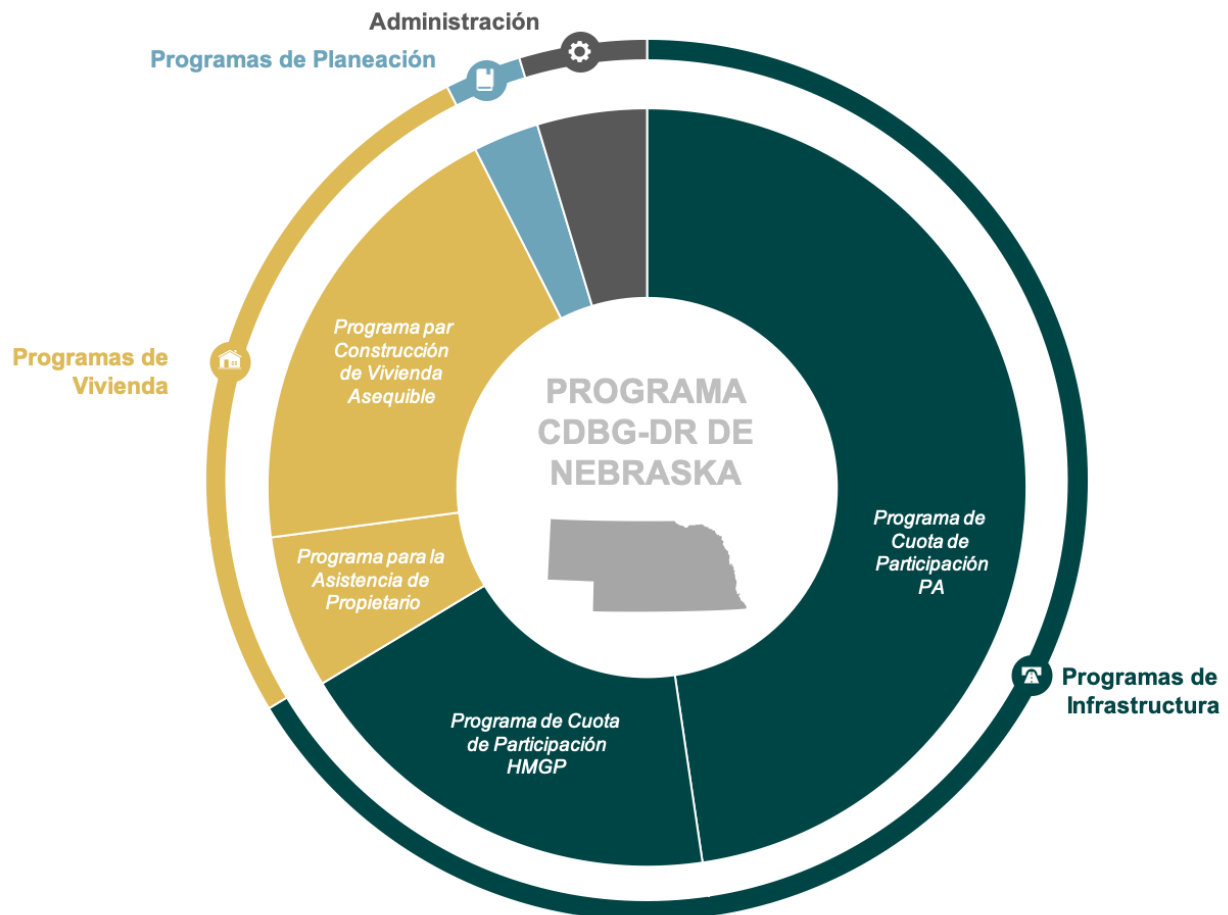 Administración
Programas de Planeación
Programa par
Construcción
de Vivienda
Asequible
Programas de
Vivienda
PROGRAMA
CDBG-DR DE
NEBRASKA
Programa de
Cuota de
Participación
PA
Programa para la
Asistencia de
Propietario
Programas de
Infrastructura
Programa de Cuota
de Participación
HMGP